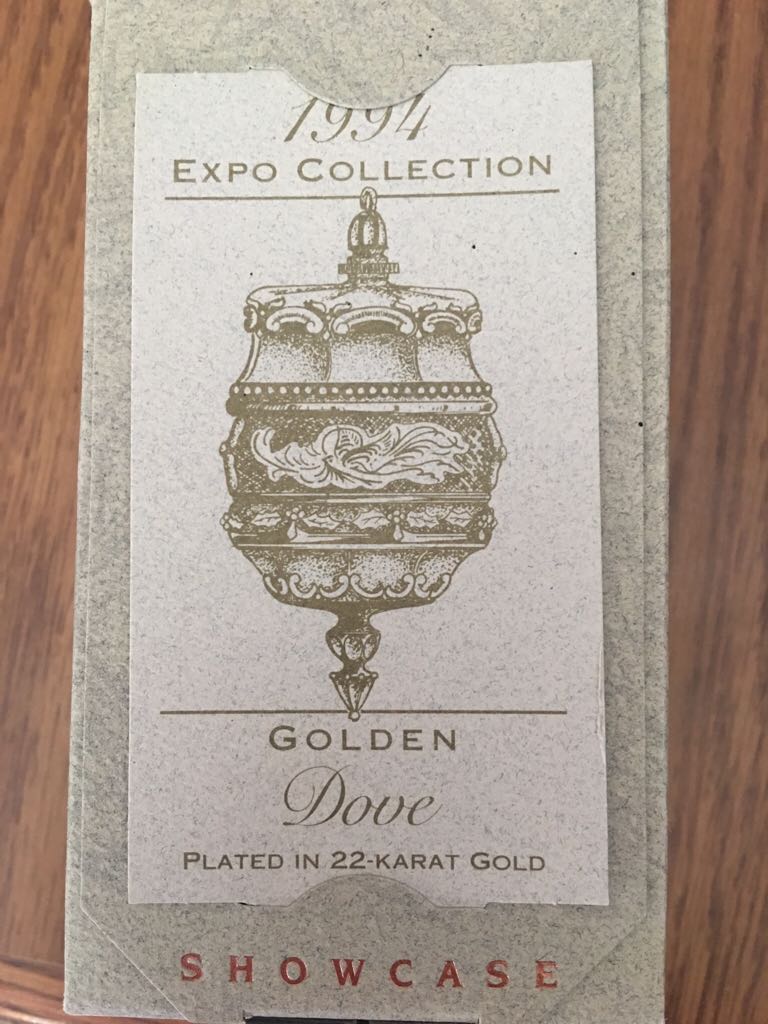 1994
EXPO COLLECTION
GOLDEN
Dove
PLATED IN 22-KARAT GOLD
SHOWCASE